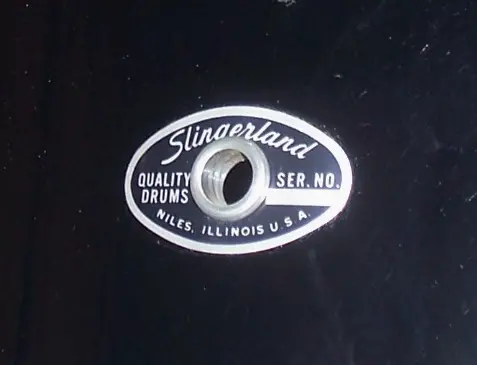 Slingerland
QUALITY
DRUMS
SER. NO.
NILES, ILLINOIS U.S.A.